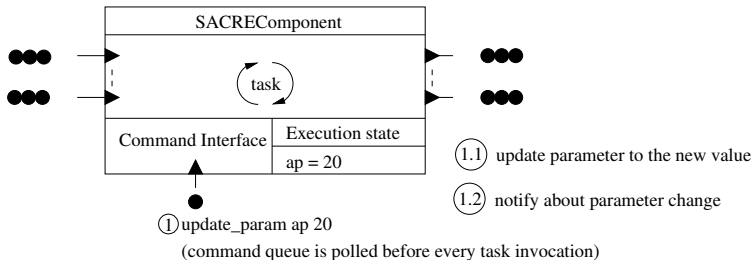 SACREComponent
task
Command Interface
Execution state
ap = 20
1.1 update parameter to the new value
1.2 notify about parameter change
1 update_param ap 20
(command queue is polled before every task invocation)